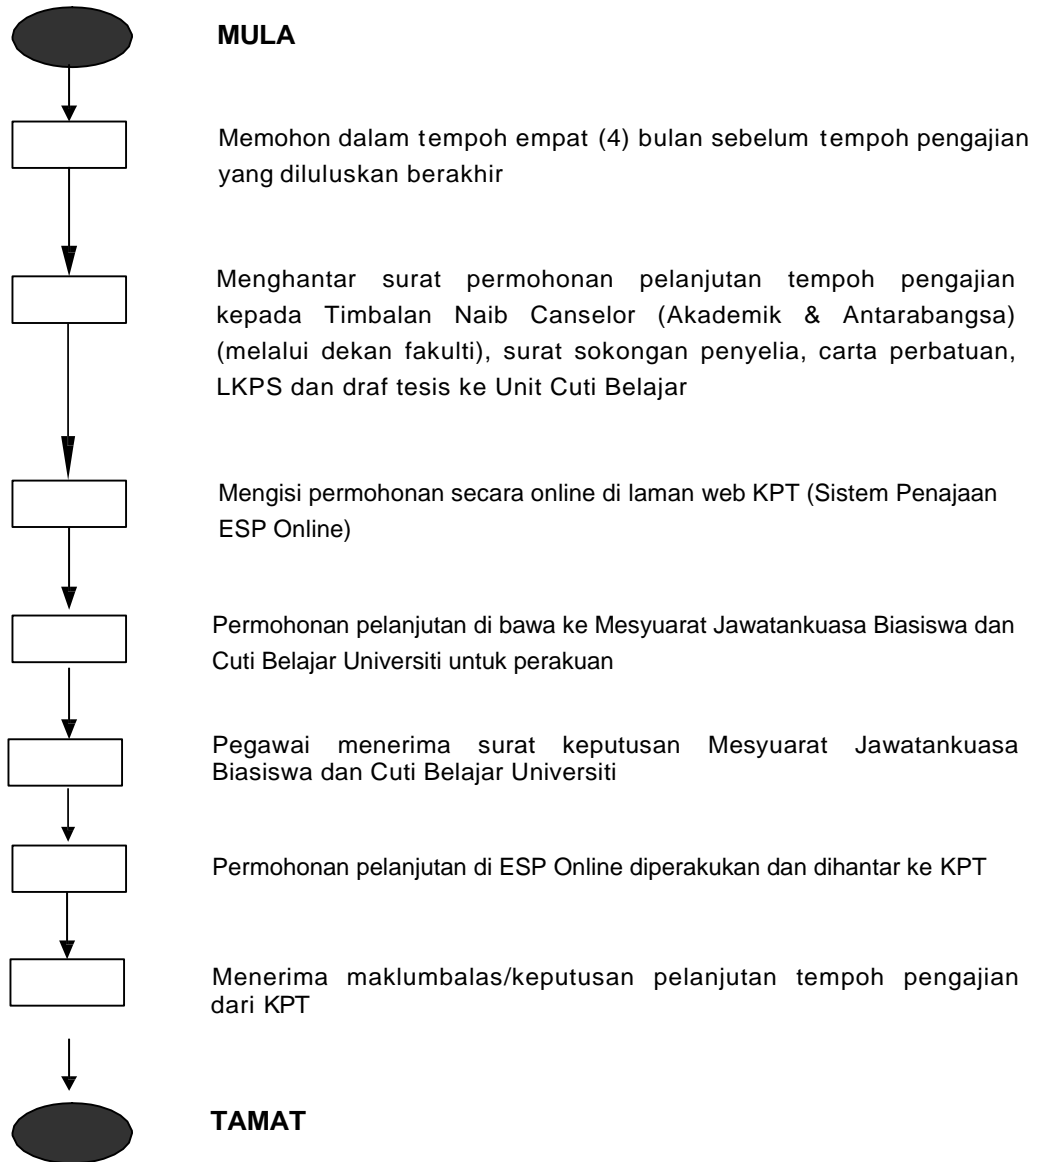 MULA
Memohon dalam tempoh empat (4) bulan sebelum tempoh pengajian
yang diluluskan berakhir
Menghantar surat permohonan pelanjutan tempoh pengajian
kepada Timbalan Naib Canselor (Akademik & Antarabangsa)
(melalui dekan fakulti), surat sokongan penyelia, carta perbatuan,
LKPS dan draf tesis ke Unit Cuti Belajar
Mengisi permohonan secara online di laman web KPT (Sistem Penajaan
ESP Online)
Permohonan pelanjutan di bawa ke Mesyuarat Jawatankuasa Biasiswa dan
Cuti Belajar Universiti untuk perakuan
Pegawai menerima surat keputusan Mesyuarat Jawatankuasa
Biasiswa dan Cuti Belajar Universiti
Permohonan pelanjutan di ESP Online diperakukan dan dihantar ke KPT
Menerima maklumbalas/keputusan pelanjutan tempoh pengajian
dari KPT
TAMAT